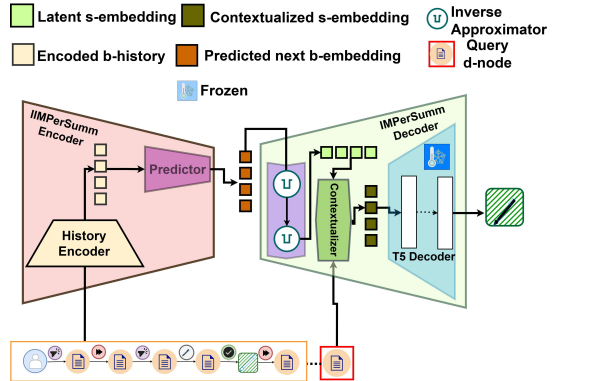 Latent s-embedding
Contextualized s-embedding
Inverse
Approximator
Encoded b-history
Predicted next b-embedding
Query
d-node
Frozen
IIMPerSumm
Encoder
IMPerSumm
Decoder
Predictor
Contextualizer
History
Encoder
T5 Decoder